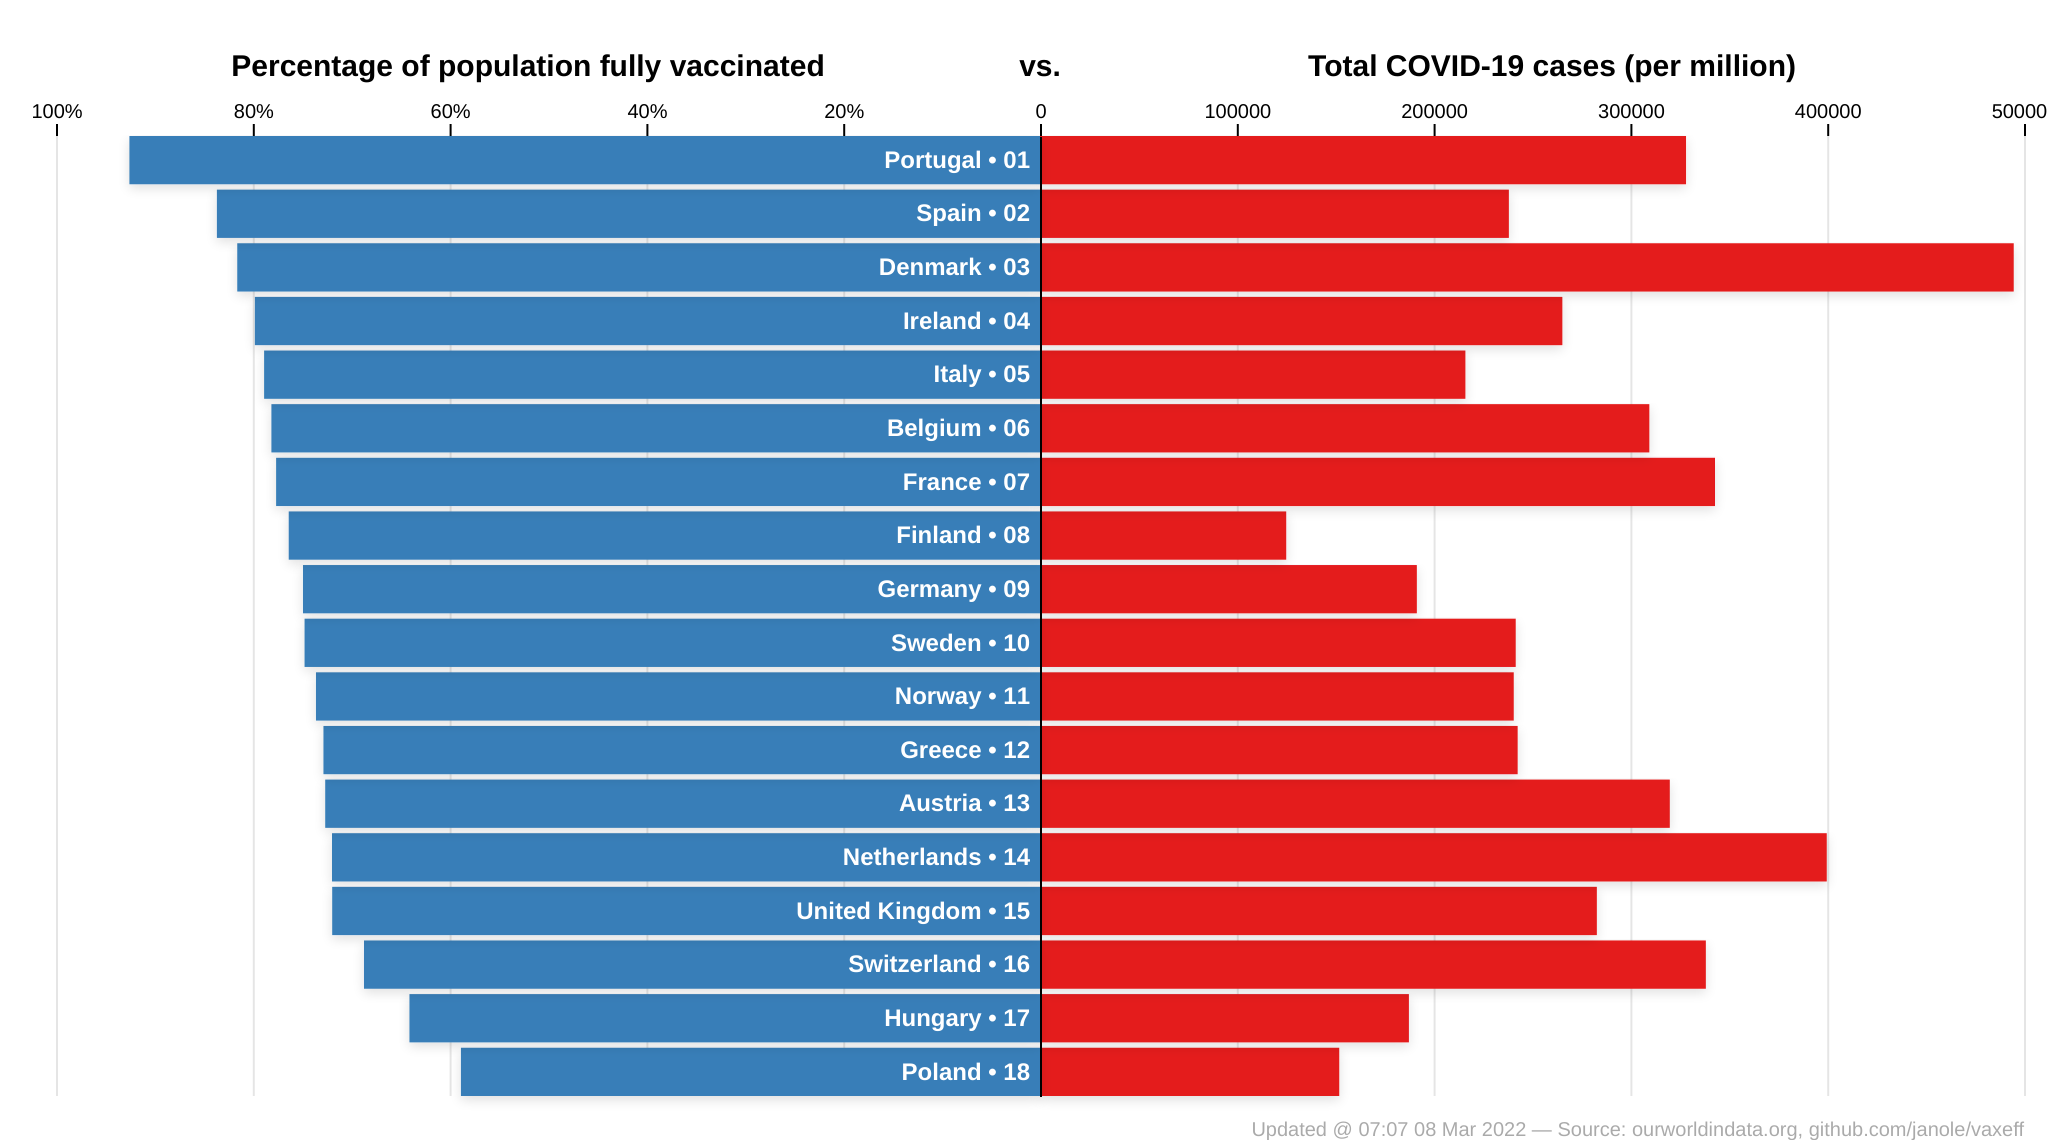 Percentage of population fully vaccinated vs. Total COVID-19 cases (per million)
100% 80% 60% 40% 20% 0 100000 200000 300000 400000 50000
Portugal • 01
Spain • 02
Denmark • 03
Ireland • 04
Italy • 05
Belgium • 06
France • 07
Finland • 08
Germany • 09
Sweden • 10
Norway • 11
Greece • 12
Austria • 13
Netherlands • 14
United Kingdom • 15
Switzerland • 16
Hungary • 17
Poland • 18
Updated @ 07:07 08 Mar 2022 — Source: ourworldindata.org, github.com/janole/vaxeff